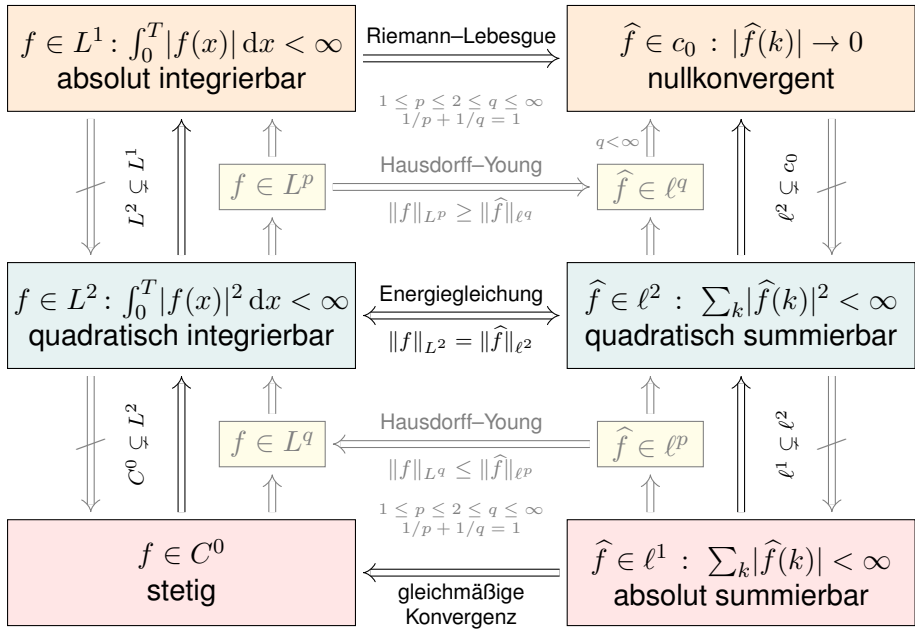 f ∈ L¹ : ∫₀ᵀ |f(x)| dx < ∞
absolut integrierbar
Riemann–Lebesgue
f̂ ∈ c₀ : |f̂(k)| → 0
nullkonvergent
1 ≤ p ≤ 2 ≤ q ≤ ∞
1/p + 1/q = 1
L² ⊊ L¹
f ∈ Lᵖ
Hausdorff–Young
‖f‖_{Lᵖ} ≥ ‖f̂‖_{ℓ^q}
q<∞
f̂ ∈ ℓ^q
ℓ² ⊊ c₀
f ∈ L² : ∫₀ᵀ |f(x)|² dx < ∞
quadratisch integrierbar
Energiegleichung
‖f‖_{L²} = ‖f̂‖_{ℓ²}
f̂ ∈ ℓ² : ∑ₖ|f̂(k)|² < ∞
quadratisch summierbar
C⁰ ⊊ L²
f ∈ L^q
Hausdorff–Young
‖f‖_{L^q} ≤ ‖f̂‖_{ℓᵖ}
1 ≤ p ≤ 2 ≤ q ≤ ∞
1/p + 1/q = 1
f̂ ∈ ℓᵖ
ℓ¹ ⊊ ℓ²
f ∈ C⁰
stetig
gleichmäßige
Konvergenz
f̂ ∈ ℓ¹ : ∑ₖ|f̂(k)| < ∞
absolut summierbar